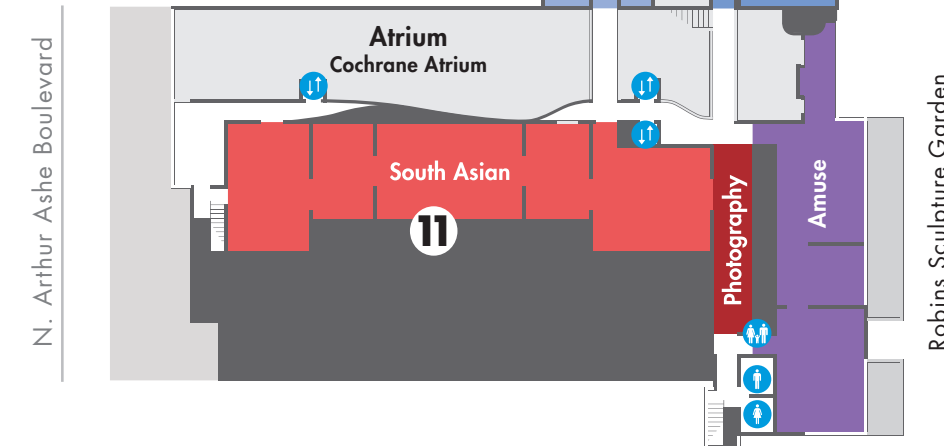 Atrium
Cochrane Atrium
N. Arthur Ashe Boulevard
South Asian
11
Photography
Amuse
Robins Sculpture Garden